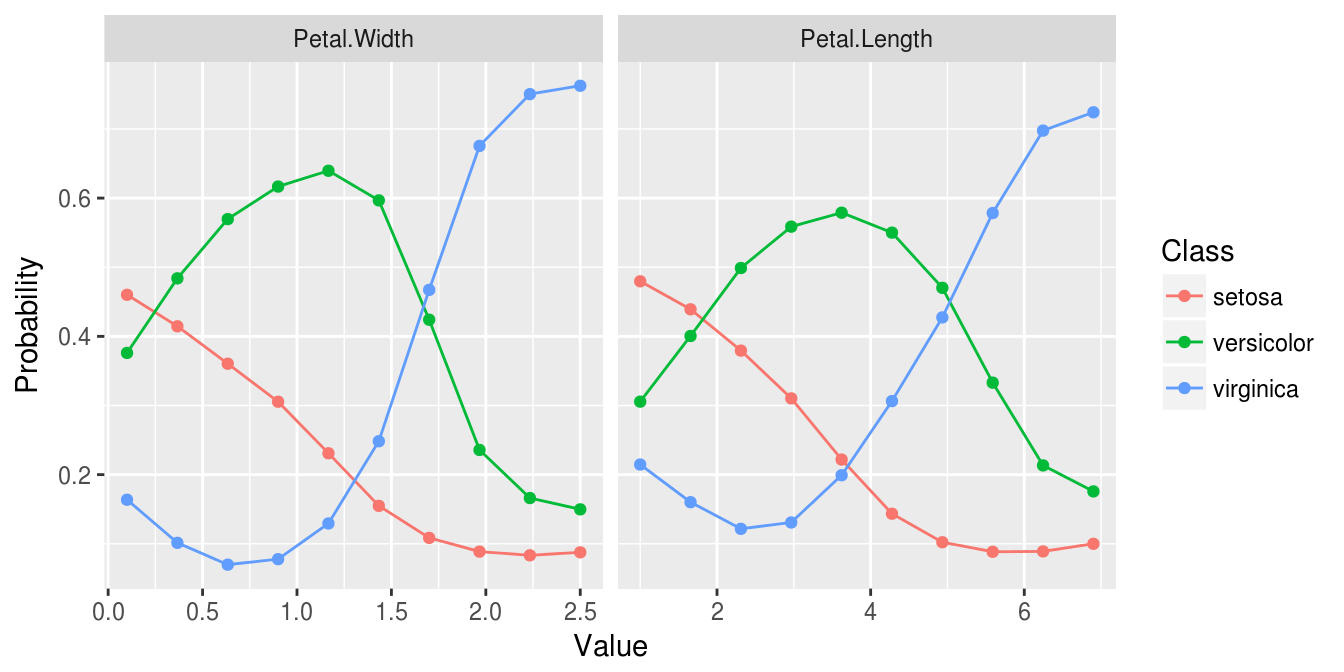 Petal.Width
Petal.Length
Probability
0.6
0.4
0.2
0.0 0.5 1.0 1.5 2.0 2.5
2 4 6
Value
Class
setosa
versicolor
virginica